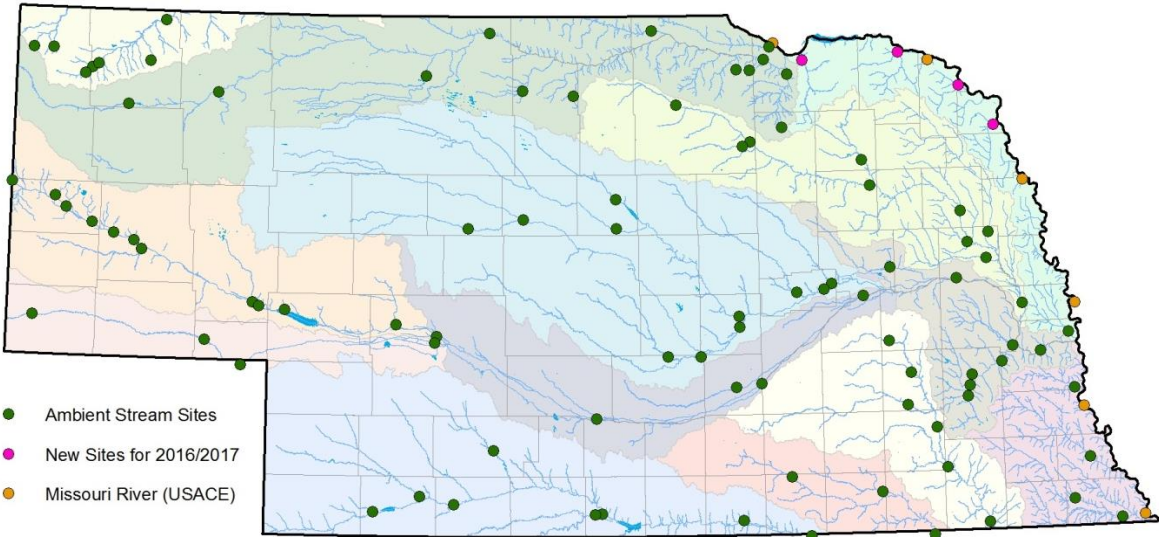 Ambient Stream Sites
New Sites for 2016/2017
Missouri River (USACE)